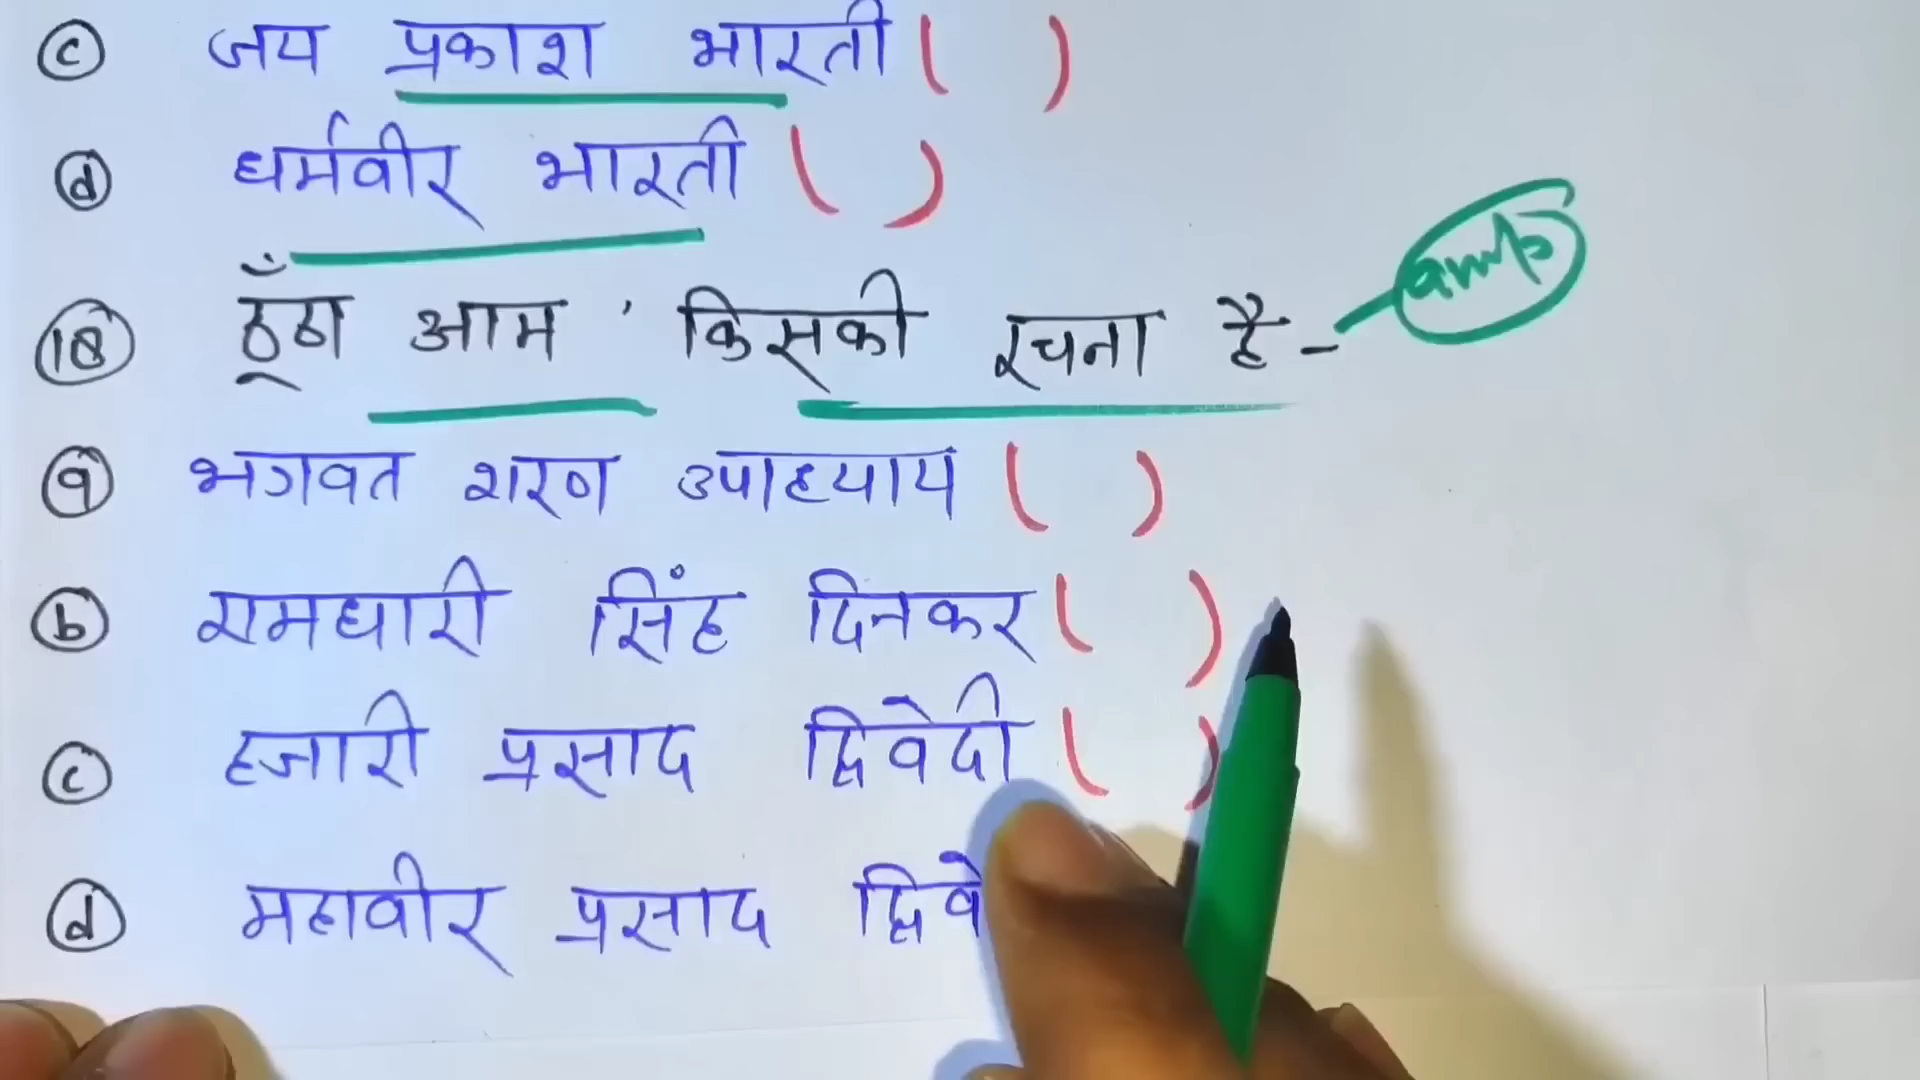 c जय प्रकाश भारती ( )
d धर्मवीर भारती ( )
18 ठूँठा आम ' किसकी रचना है-
a भगवत शरण उपाध्याय ( )
b रामधारी सिंह दिनकर ( )
c हजारी प्रसाद द्विवेदी ( )
d महावीर प्रसाद द्विवे